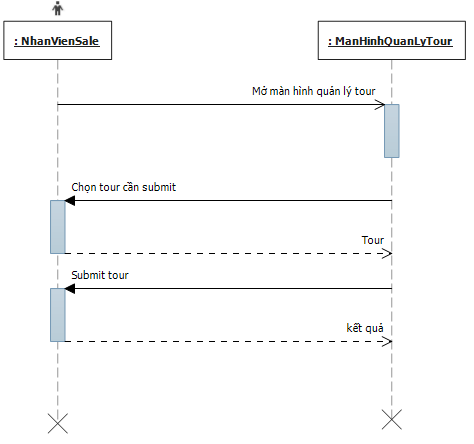 : NhanVienSale
: ManHinhQuanLyTour
Mở màn hình quản lý tour
Chọn tour cần submit
Tour
Submit tour
kết quả